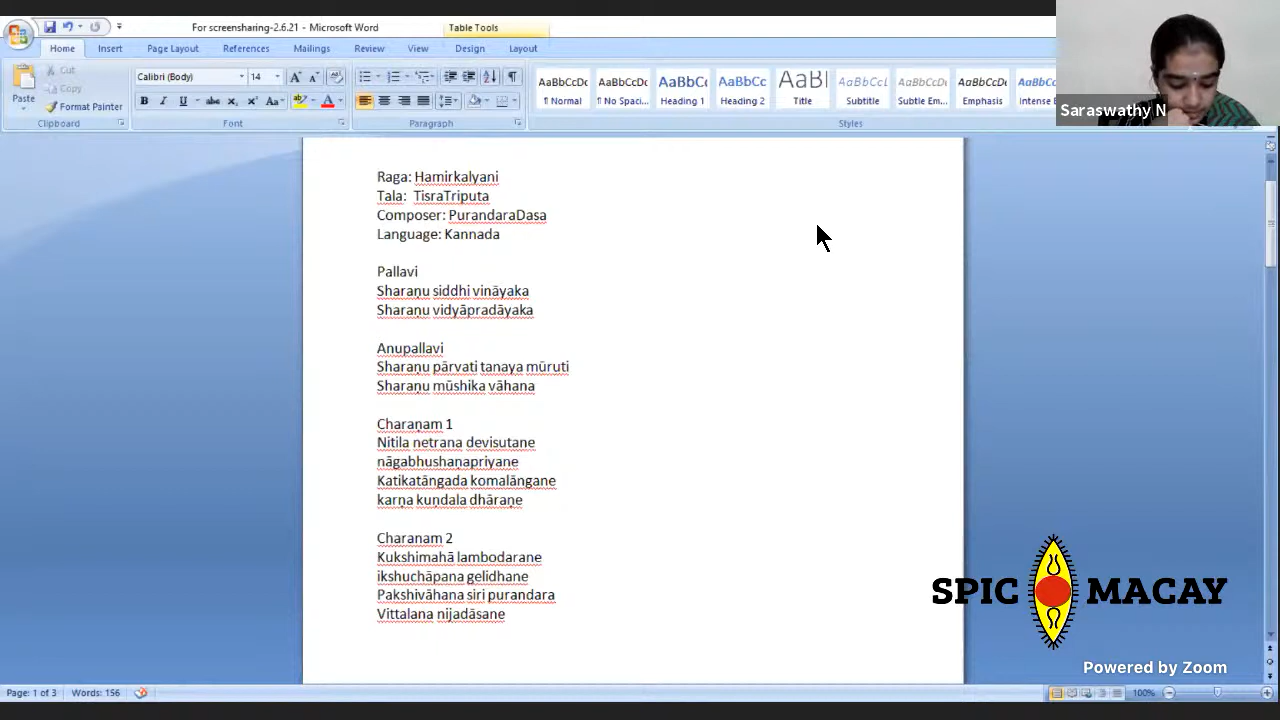 For screensharing-2.6.21 - Microsoft Word
Table Tools
Home Insert Page Layout References Mailings Review View Design Layout
Paste
Cut
Copy
Format Painter
Clipboard
Calibri (Body) 14
Font
Paragraph
AaBbCcDc AaBbCcDc AaBbCc AaBbCc AaBl AaBbCcL AaBbCcDc AaBbCcDc AaBbCcDc
¶ Normal ¶ No Spaci... Heading 1 Heading 2 Title Subtitle Subtle Em... Emphasis Intense E
Styles
Saraswathy N
Raga: Hamirkalyani
Tala: TisraTriputa
Composer: PurandaraDasa
Language: Kannada
Pallavi
Sharaṇu siddhi vināyaka
Sharaṇu vidyāpradāyaka
Anupallavi
Sharaṇu pārvati tanaya mūruti
Sharaṇu mūshika vāhana
Charaṇam 1
Nitila netrana devisutane
nāgabhushaṇapriyane
Katikatāngada komalāngane
karṇa kuṇdala dhāraṇe
Charanam 2
Kukshimahā lambodarane
ikshuchāpana gelidhane
Pakshivāhana siri purandara
Vittalana nijadāsane
SPIC MACAY
Powered by Zoom
Page: 1 of 3 Words: 156
100%